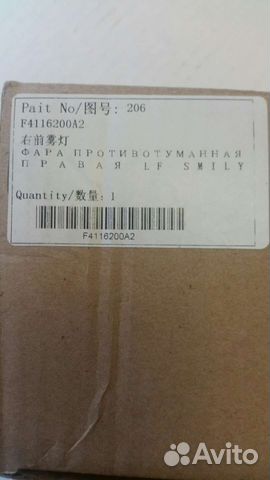 Pait No/图号: 206
F4116200A2
右前雾灯
ФАРА ПРОТИВОТУМАННАЯ
ПРАВАЯ LF SMILY
Quantity/数量: 1
F4116200A2
Avito